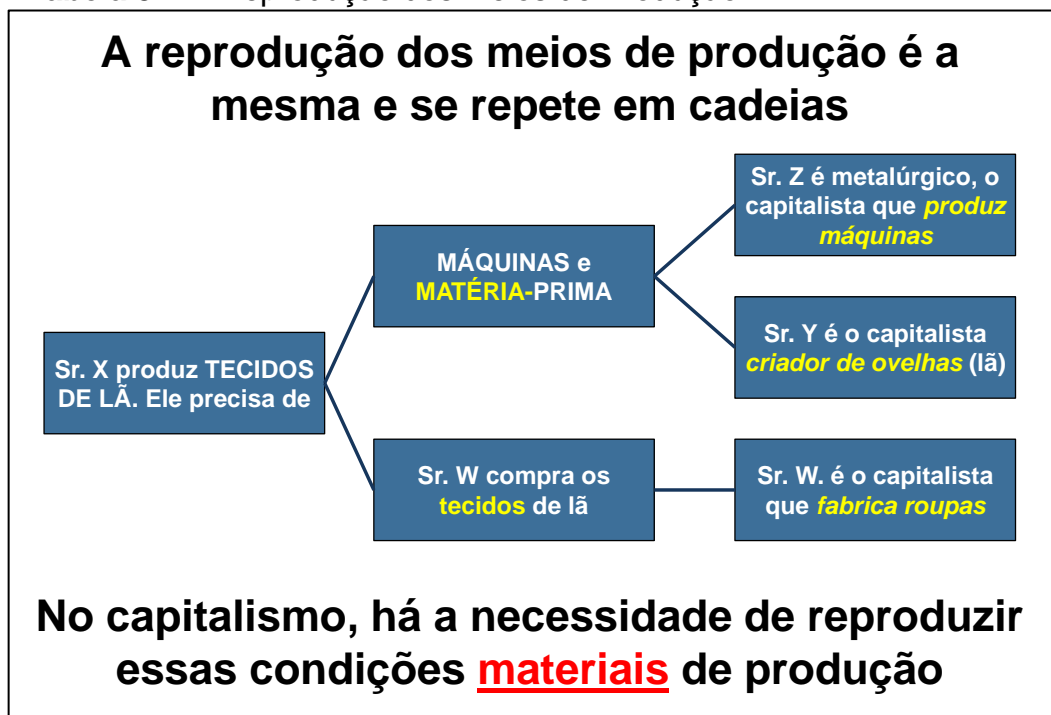 A reprodução dos meios de produção é a
mesma e se repete em cadeias
Sr. Z é metalúrgico, o
capitalista que produz
máquinas
MÁQUINAS e
MATÉRIA-PRIMA
Sr. Y é o capitalista
criador de ovelhas (lã)
Sr. X produz TECIDOS
DE LÃ. Ele precisa de
Sr. W compra os
tecidos de lã
Sr. W. é o capitalista
que fabrica roupas
No capitalismo, há a necessidade de reproduzir
essas condições materiais de produção